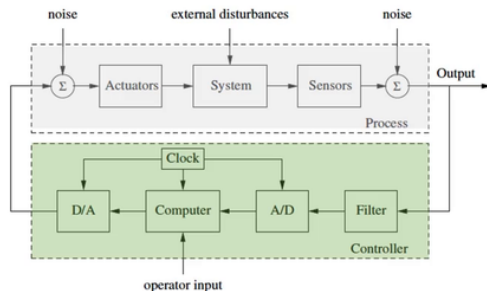 noise
external disturbances
noise
Output
Σ
Actuators
System
Sensors
Σ
Process
Clock
D/A
Computer
A/D
Filter
Controller
operator input